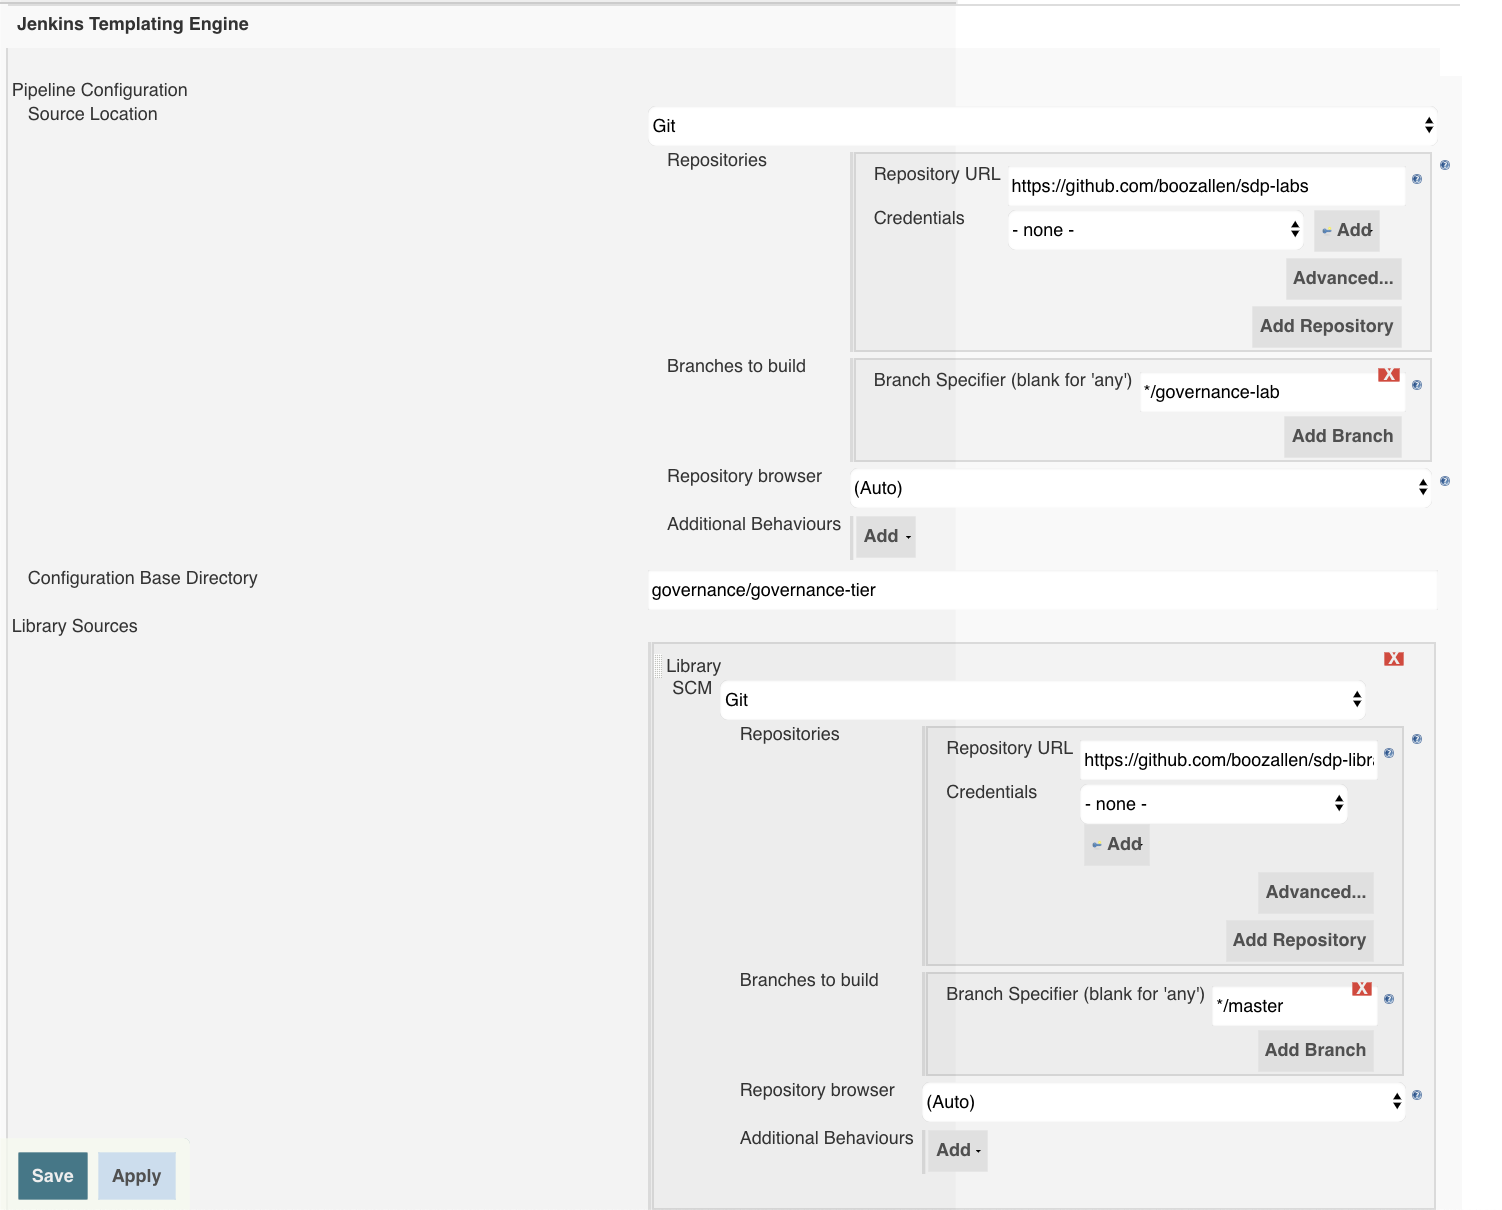 Jenkins Templating Engine
Pipeline Configuration
Source Location
Git
Repositories
Repository URL
https://github.com/boozallen/sdp-labs
Credentials
- none -
Add
Advanced...
Add Repository
Branches to build
Branch Specifier (blank for 'any')
*/governance-lab
X
Add Branch
Repository browser
(Auto)
Additional Behaviours
Add
Configuration Base Directory
governance/governance-tier
Library Sources
X
Library
SCM
Git
Repositories
Repository URL
https://github.com/boozallen/sdp-libr
Credentials
- none -
Add
Advanced...
Add Repository
Branches to build
Branch Specifier (blank for 'any')
*/master
X
Add Branch
Repository browser
(Auto)
Additional Behaviours
Add
Save
Apply